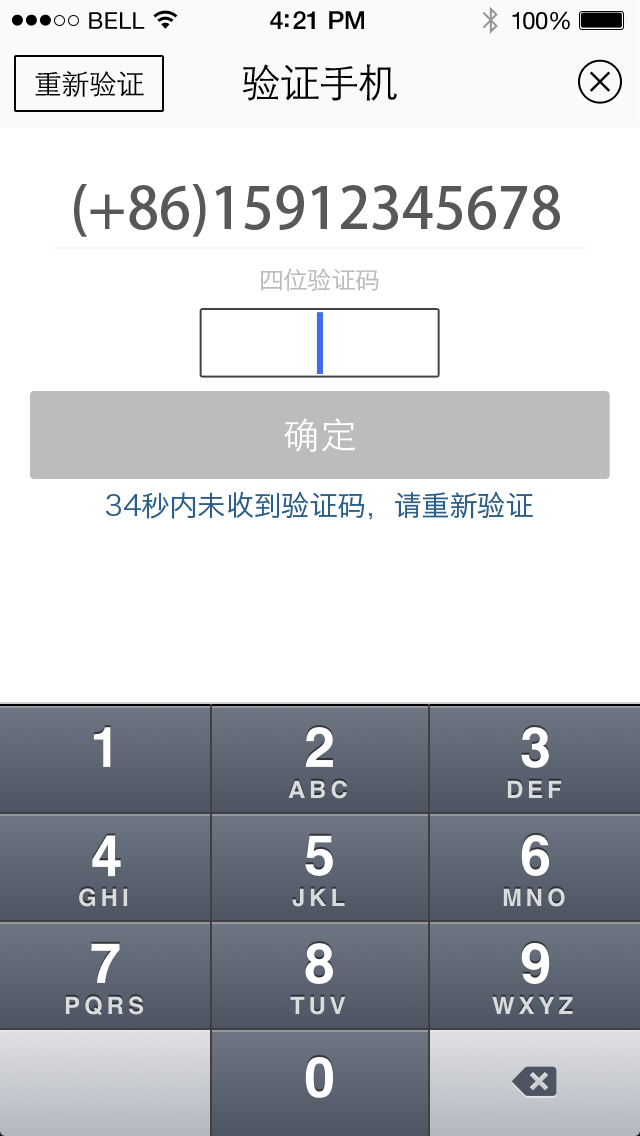 BELL 4:21 PM 100%
重新验证 验证手机
(+86)15912345678
四位验证码
确定
34秒内未收到验证码，请重新验证
1 2 3
ABC DEF
4 5 6
GHI JKL MNO
7 8 9
PQRS TUV WXYZ
0